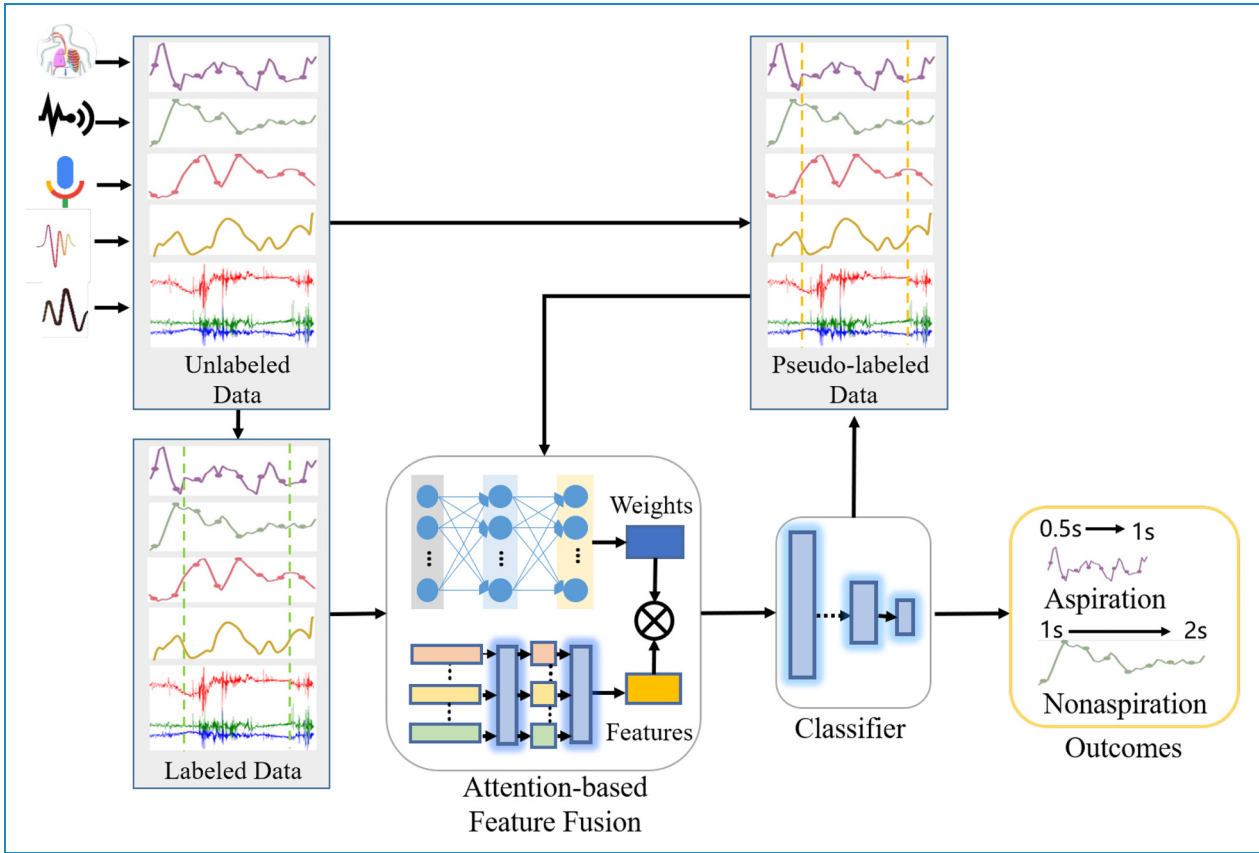 Unlabeled
Data
Pseudo-labeled
Data
Labeled Data
Weights
Features
Attention-based
Feature Fusion
Classifier
0.5s 1s
Aspiration
1s 2s
Nonaspiration
Outcomes